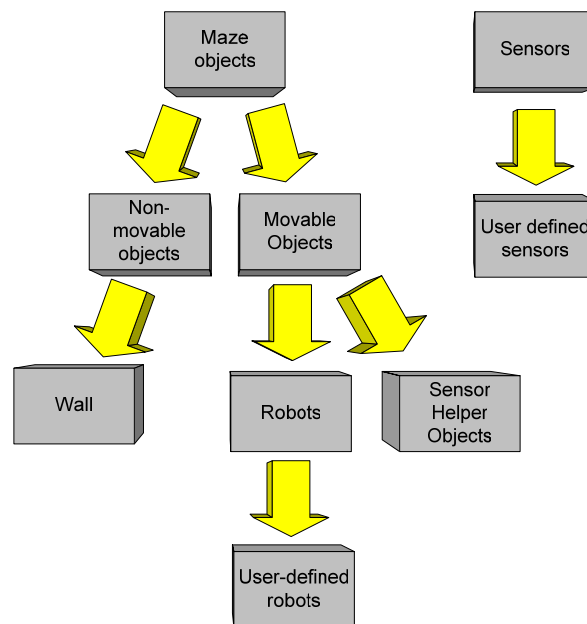 Maze
objects
Sensors
Non-
movable
objects
Movable
Objects
User defined
sensors
Wall
Robots
Sensor
Helper
Objects
User-defined
robots